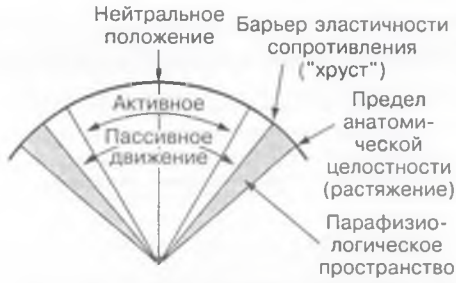 Нейтральное
положение
Барьер эластичности
сопротивления
("хруст")
Активное
Пассивное
движение
Предел
анатоми-
ческой
целостности
(растяжение)
Парафизио-
логическое
пространство